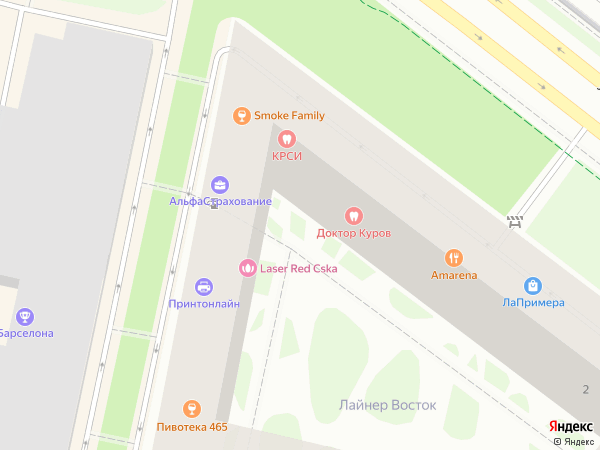 Smoke Family
КРСИ
АльфаСтрахование
Доктор Куров
Laser Red Cska
Amarena
Принтонлайн
ЛаПримера
Барселона
2
Лайнер Восток
Пивотека 465
Яндекс
© Яндекс